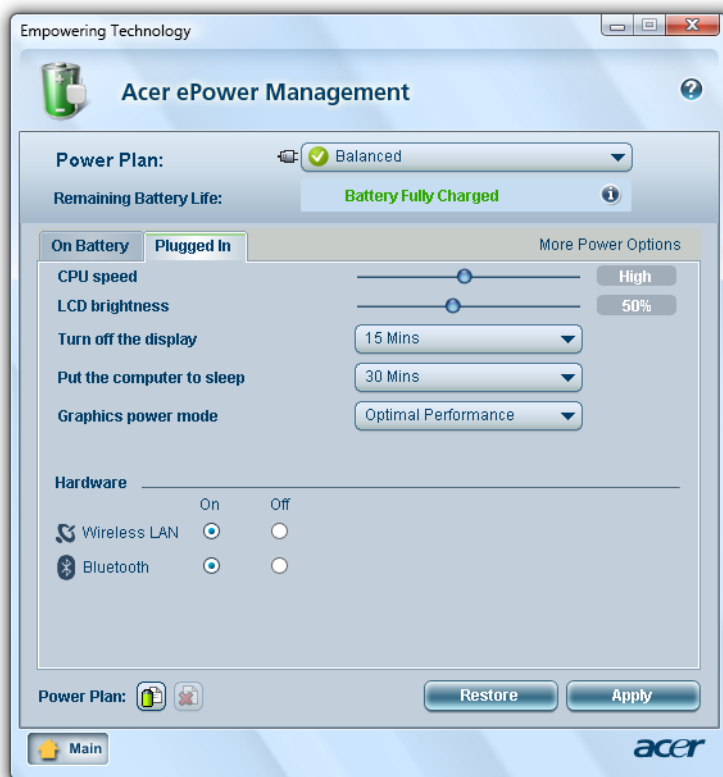 Empowering Technology
Acer ePower Management
Power Plan: Balanced
Remaining Battery Life: Battery Fully Charged
On Battery Plugged In More Power Options
CPU speed High
LCD brightness 50%
Turn off the display 15 Mins
Put the computer to sleep 30 Mins
Graphics power mode Optimal Performance
Hardware
On Off
Wireless LAN
Bluetooth
Power Plan: Restore Apply
Main acer